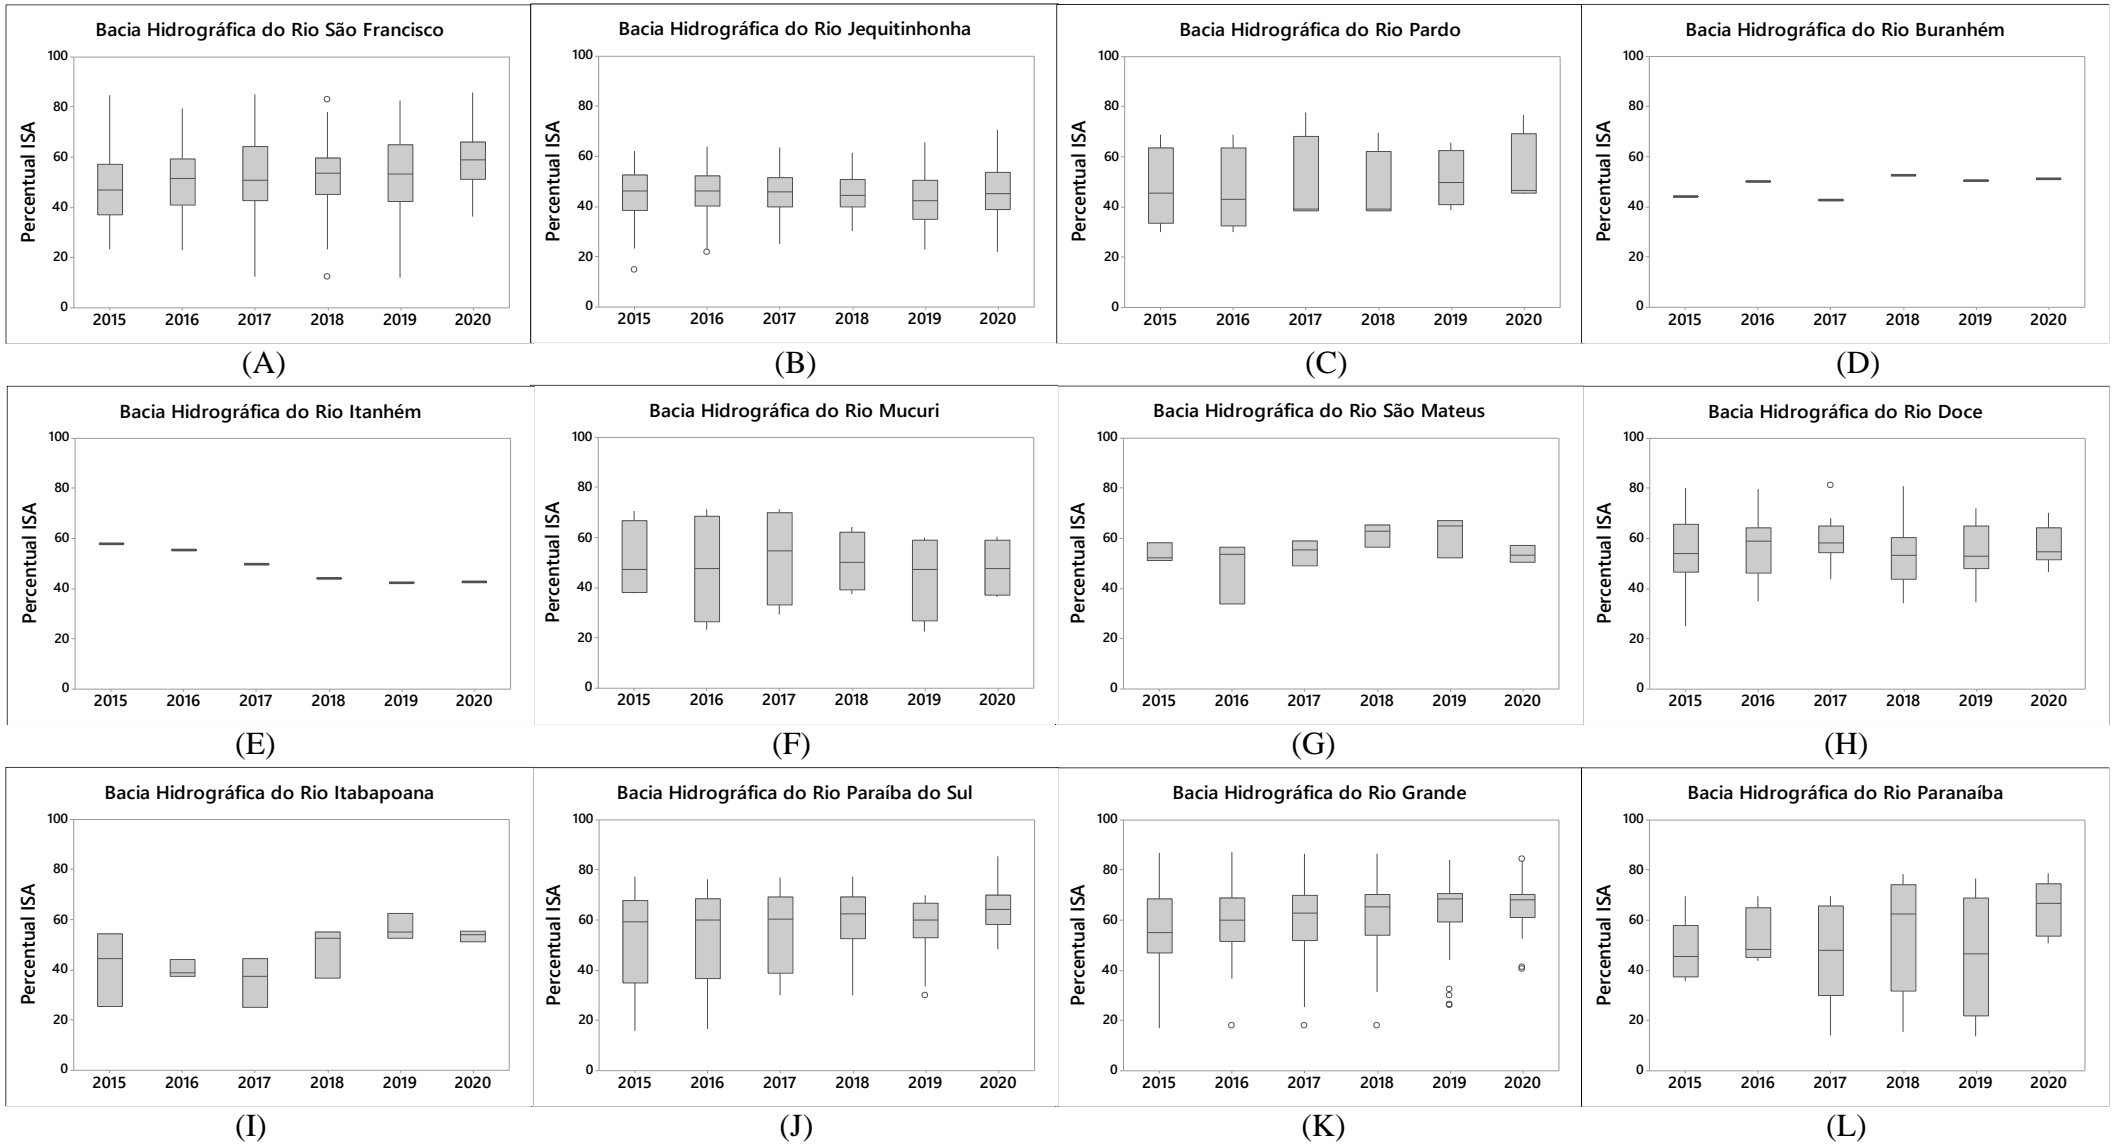 Bacia Hidrográfica do Rio São Francisco
Percentual ISA
100
80
60
40
20
0
2015 2016 2017 2018 2019 2020
(A)
Bacia Hidrográfica do Rio Jequitinhonha
Percentual ISA
100
80
60
40
20
0
2015 2016 2017 2018 2019 2020
(B)
Bacia Hidrográfica do Rio Pardo
Percentual ISA
100
80
60
40
20
0
2015 2016 2017 2018 2019 2020
(C)
Bacia Hidrográfica do Rio Buranhém
Percentual ISA
100
80
60
40
20
0
2015 2016 2017 2018 2019 2020
(D)
Bacia Hidrográfica do Rio Itanhém
Percentual ISA
100
80
60
40
20
0
2015 2016 2017 2018 2019 2020
(E)
Bacia Hidrográfica do Rio Mucuri
Percentual ISA
100
80
60
40
20
0
2015 2016 2017 2018 2019 2020
(F)
Bacia Hidrográfica do Rio São Mateus
Percentual ISA
100
80
60
40
20
0
2015 2016 2017 2018 2019 2020
(G)
Bacia Hidrográfica do Rio Doce
Percentual ISA
100
80
60
40
20
0
2015 2016 2017 2018 2019 2020
(H)
Bacia Hidrográfica do Rio Itabapoana
Percentual ISA
100
80
60
40
20
0
2015 2016 2017 2018 2019 2020
(I)
Bacia Hidrográfica do Rio Paraíba do Sul
Percentual ISA
100
80
60
40
20
0
2015 2016 2017 2018 2019 2020
(J)
Bacia Hidrográfica do Rio Grande
Percentual ISA
100
80
60
40
20
0
2015 2016 2017 2018 2019 2020
(K)
Bacia Hidrográfica do Rio Paranaíba
Percentual ISA
100
80
60
40
20
0
2015 2016 2017 2018 2019 2020
(L)